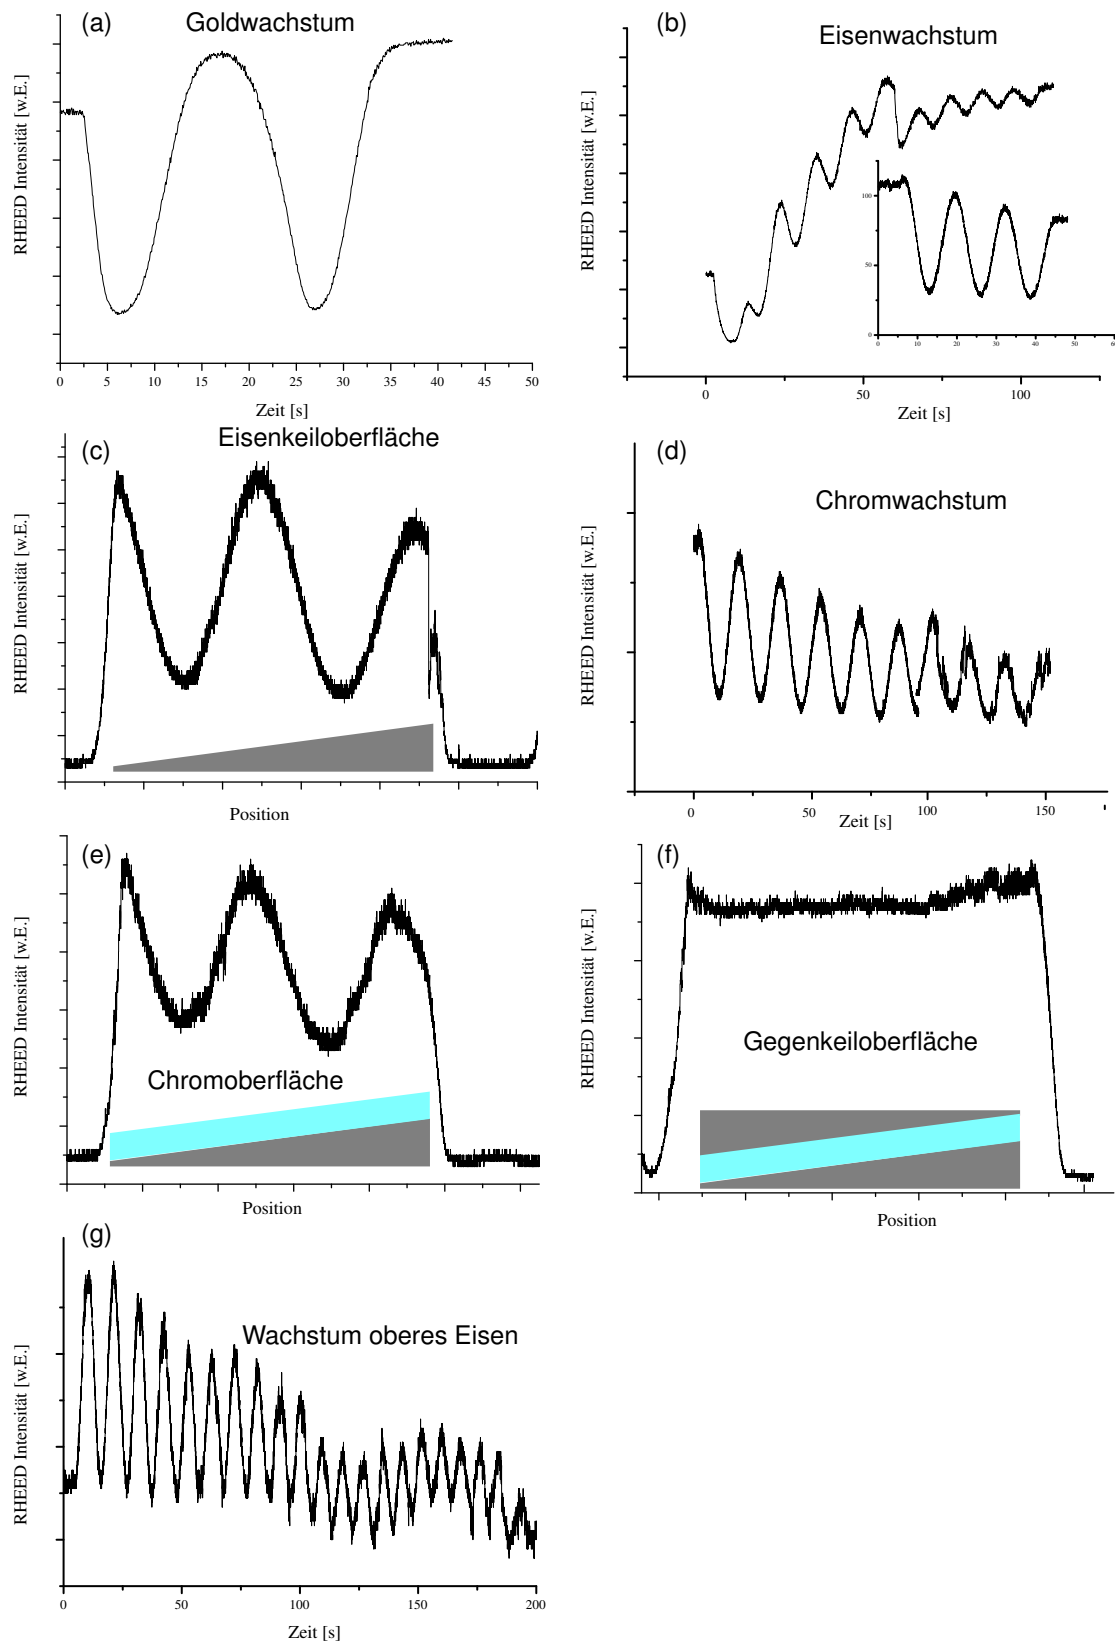 (a)
Goldwachstum
RHEED Intensität [w.E.]
0 5 10 15 20 25 30 35 40 45 50
Zeit [s]
(b)
Eisenwachstum
RHEED Intensität [w.E.]
100
50
0
0 10 20 30 40 50 60
0 50 100
Zeit [s]
(c)
Eisenkeiloberfläche
RHEED Intensität [w.E.]
Position
(d)
Chromwachstum
RHEED Intensität [w.E.]
0 50 100 150
Zeit [s]
(e)
RHEED Intensität [w.E.]
Chromoberfläche
Position
(f)
RHEED Intensität [w.E.]
Gegenkeiloberfläche
Position
(g)
Wachstum oberes Eisen
RHEED Intensität [w.E.]
0 50 100 150 200
Zeit [s]